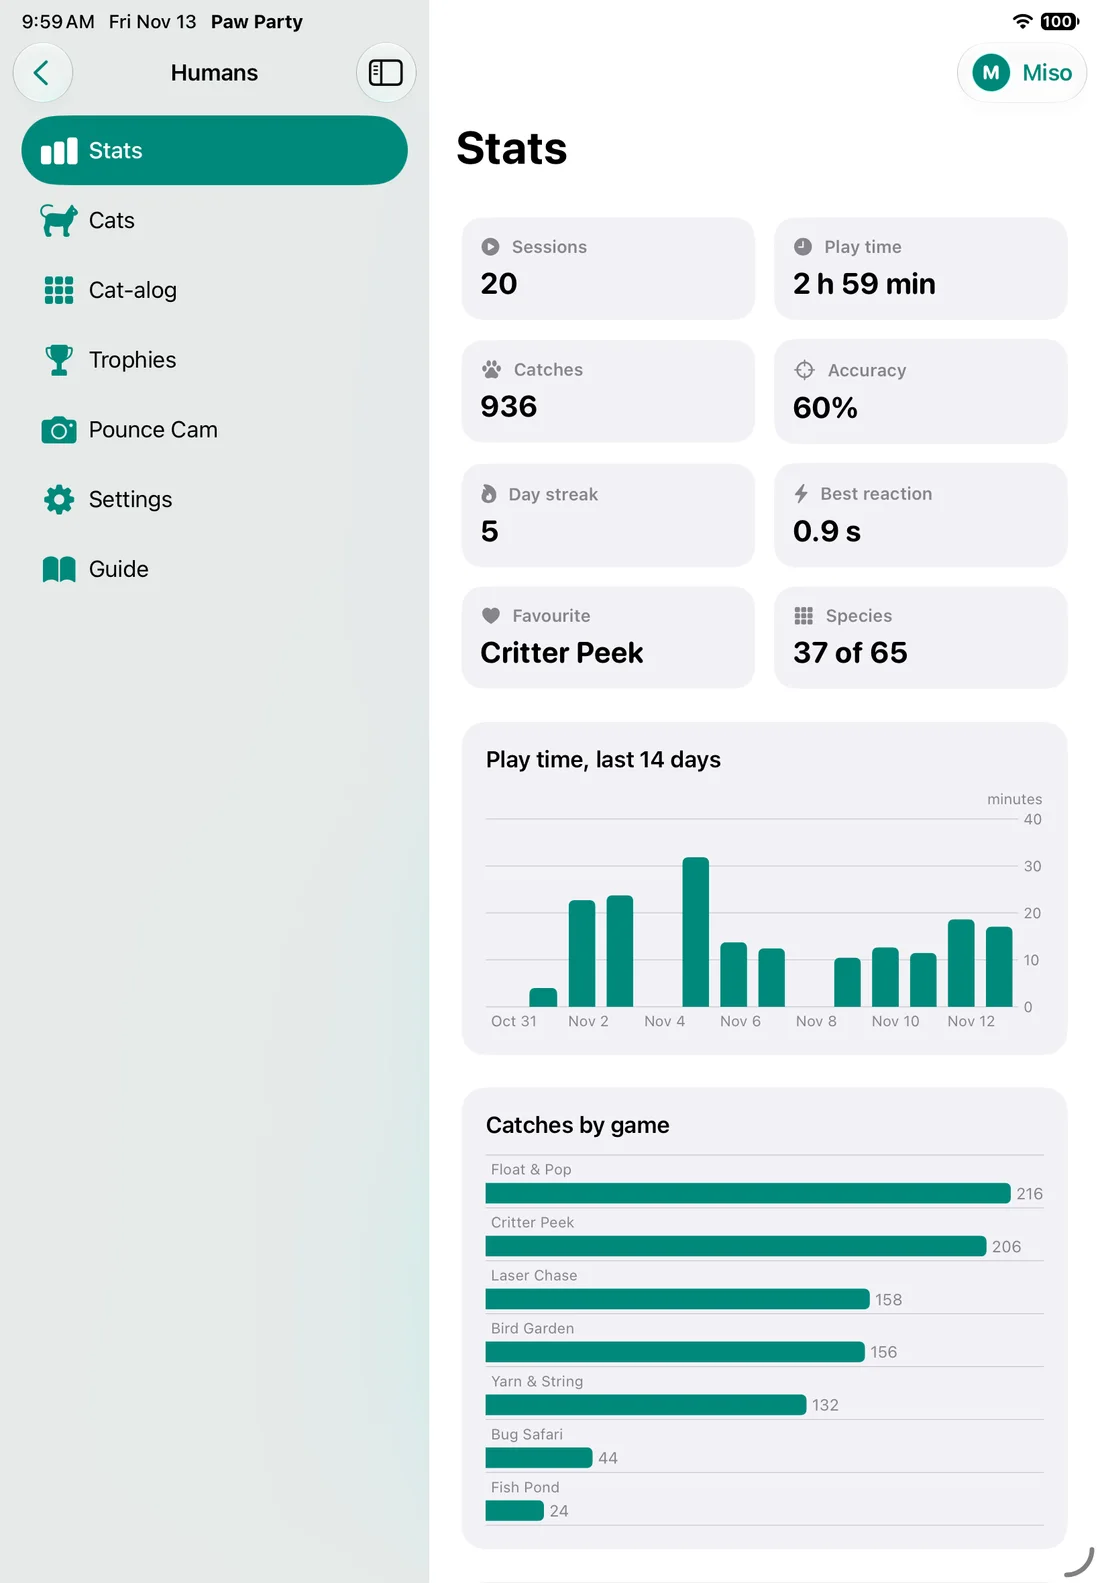 9:59 AM Fri Nov 13 Paw Party
100
Humans
M Miso
Stats
Cats
Cat-alog
Trophies
Pounce Cam
Settings
Guide
Stats
Sessions
20
Play time
2 h 59 min
Catches
936
Accuracy
60%
Day streak
5
Best reaction
0.9 s
Favourite
Critter Peek
Species
37 of 65
Play time, last 14 days
minutes
40
30
20
10
0
Oct 31 Nov 2 Nov 4 Nov 6 Nov 8 Nov 10 Nov 12
Catches by game
Float & Pop
216
Critter Peek
206
Laser Chase
158
Bird Garden
156
Yarn & String
132
Bug Safari
44
Fish Pond
24